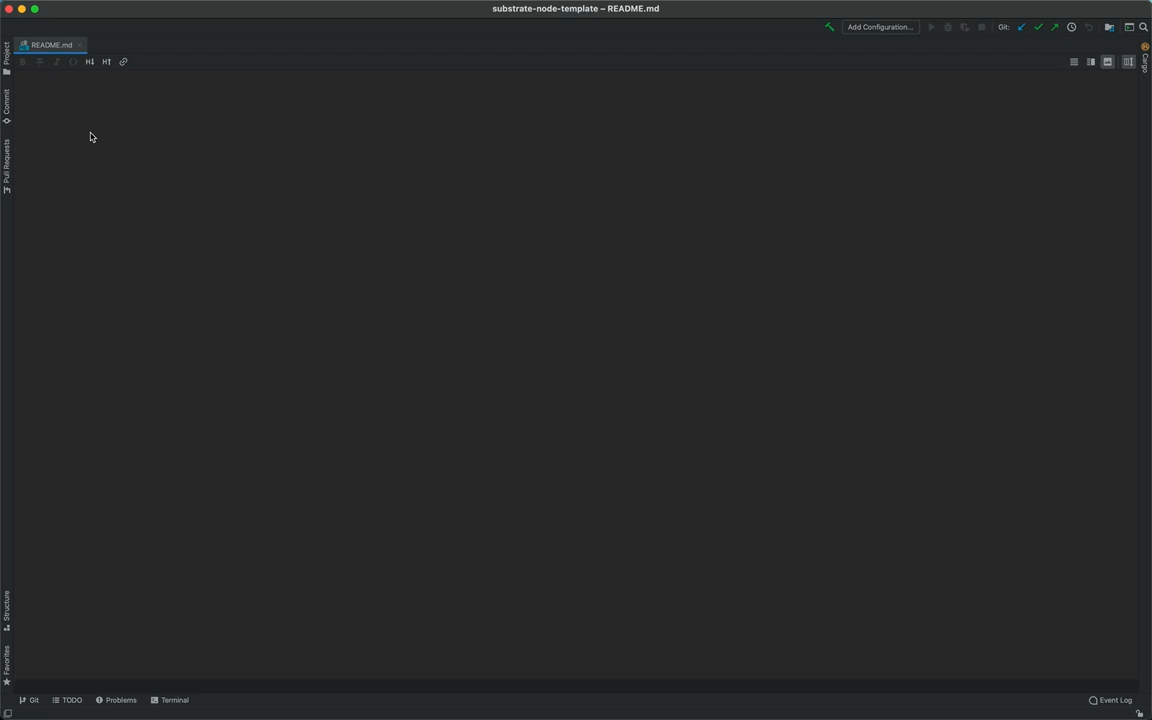 substrate-node-template – README.md
Add Configuration...
Git:
README.md
Project
Commit
Pull Requests
Structure
Favorites
Cargo
Git
TODO
Problems
Terminal
Event Log